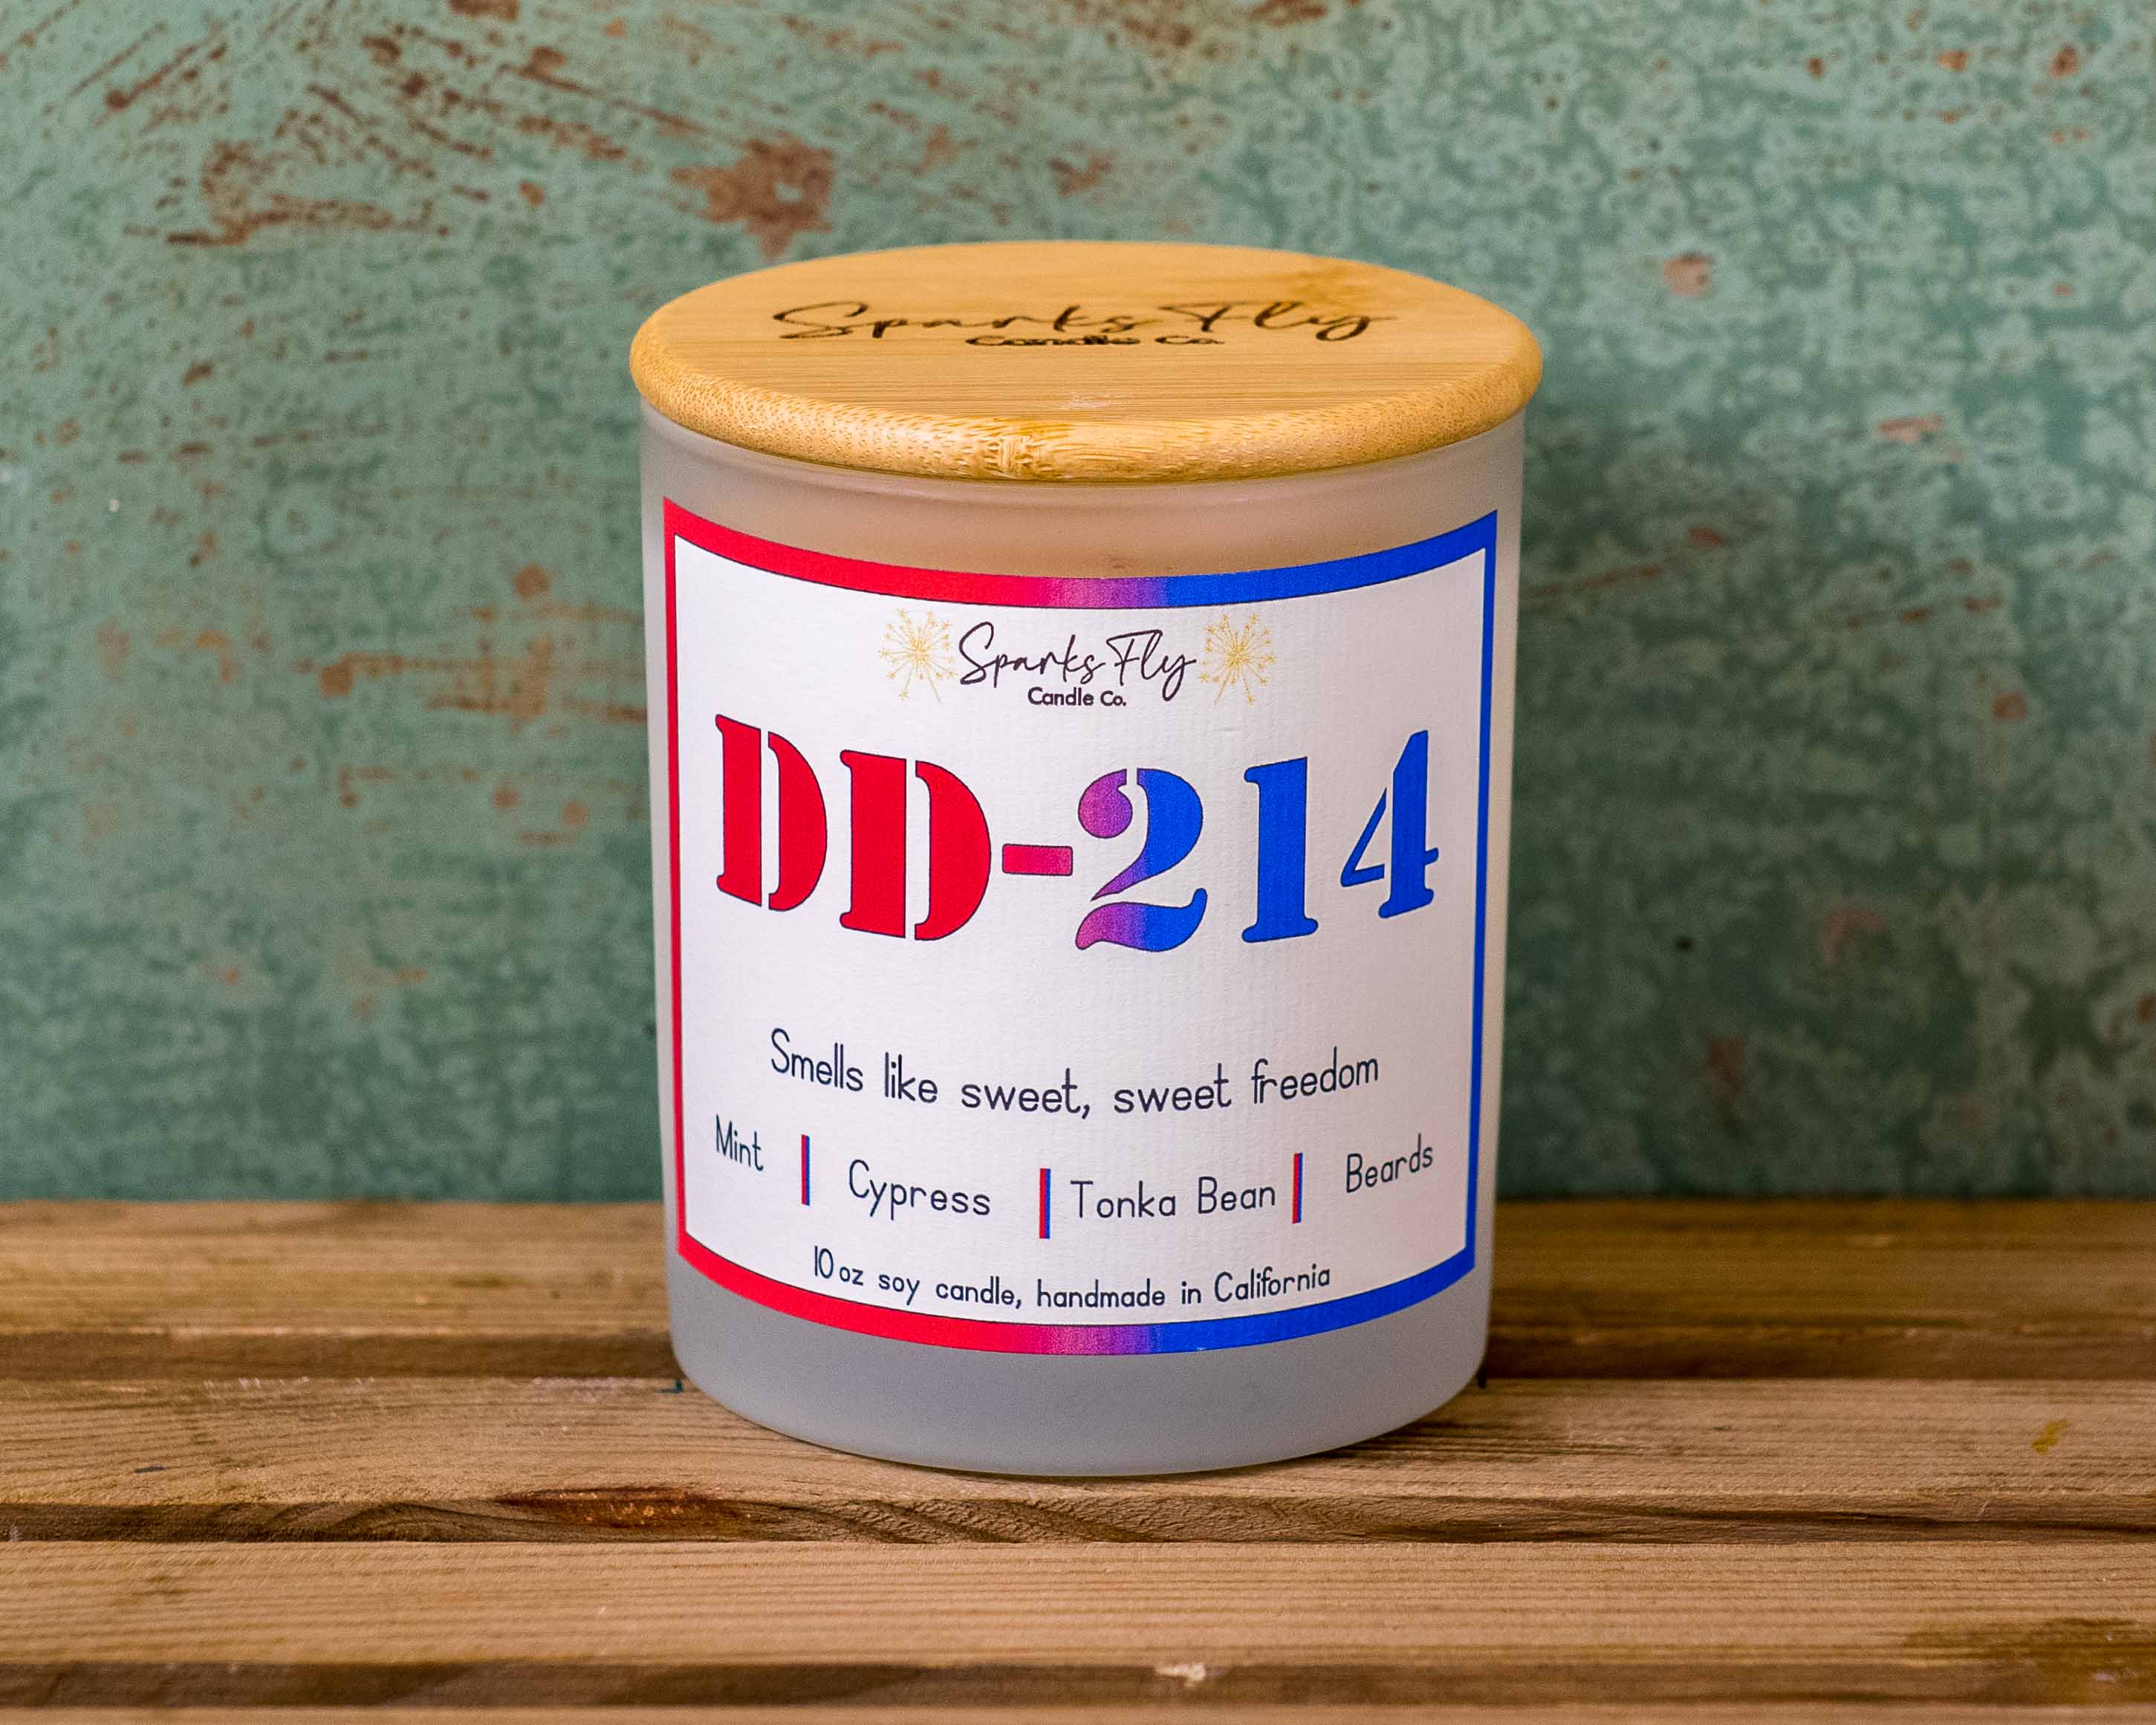 Sparks Fly
Candle Co.
Sparks Fly
Candle Co.
DD-214
Smells like sweet, sweet freedom
Mint | Cypress | Tonka Bean | Beards
10 oz soy candle, handmade in California